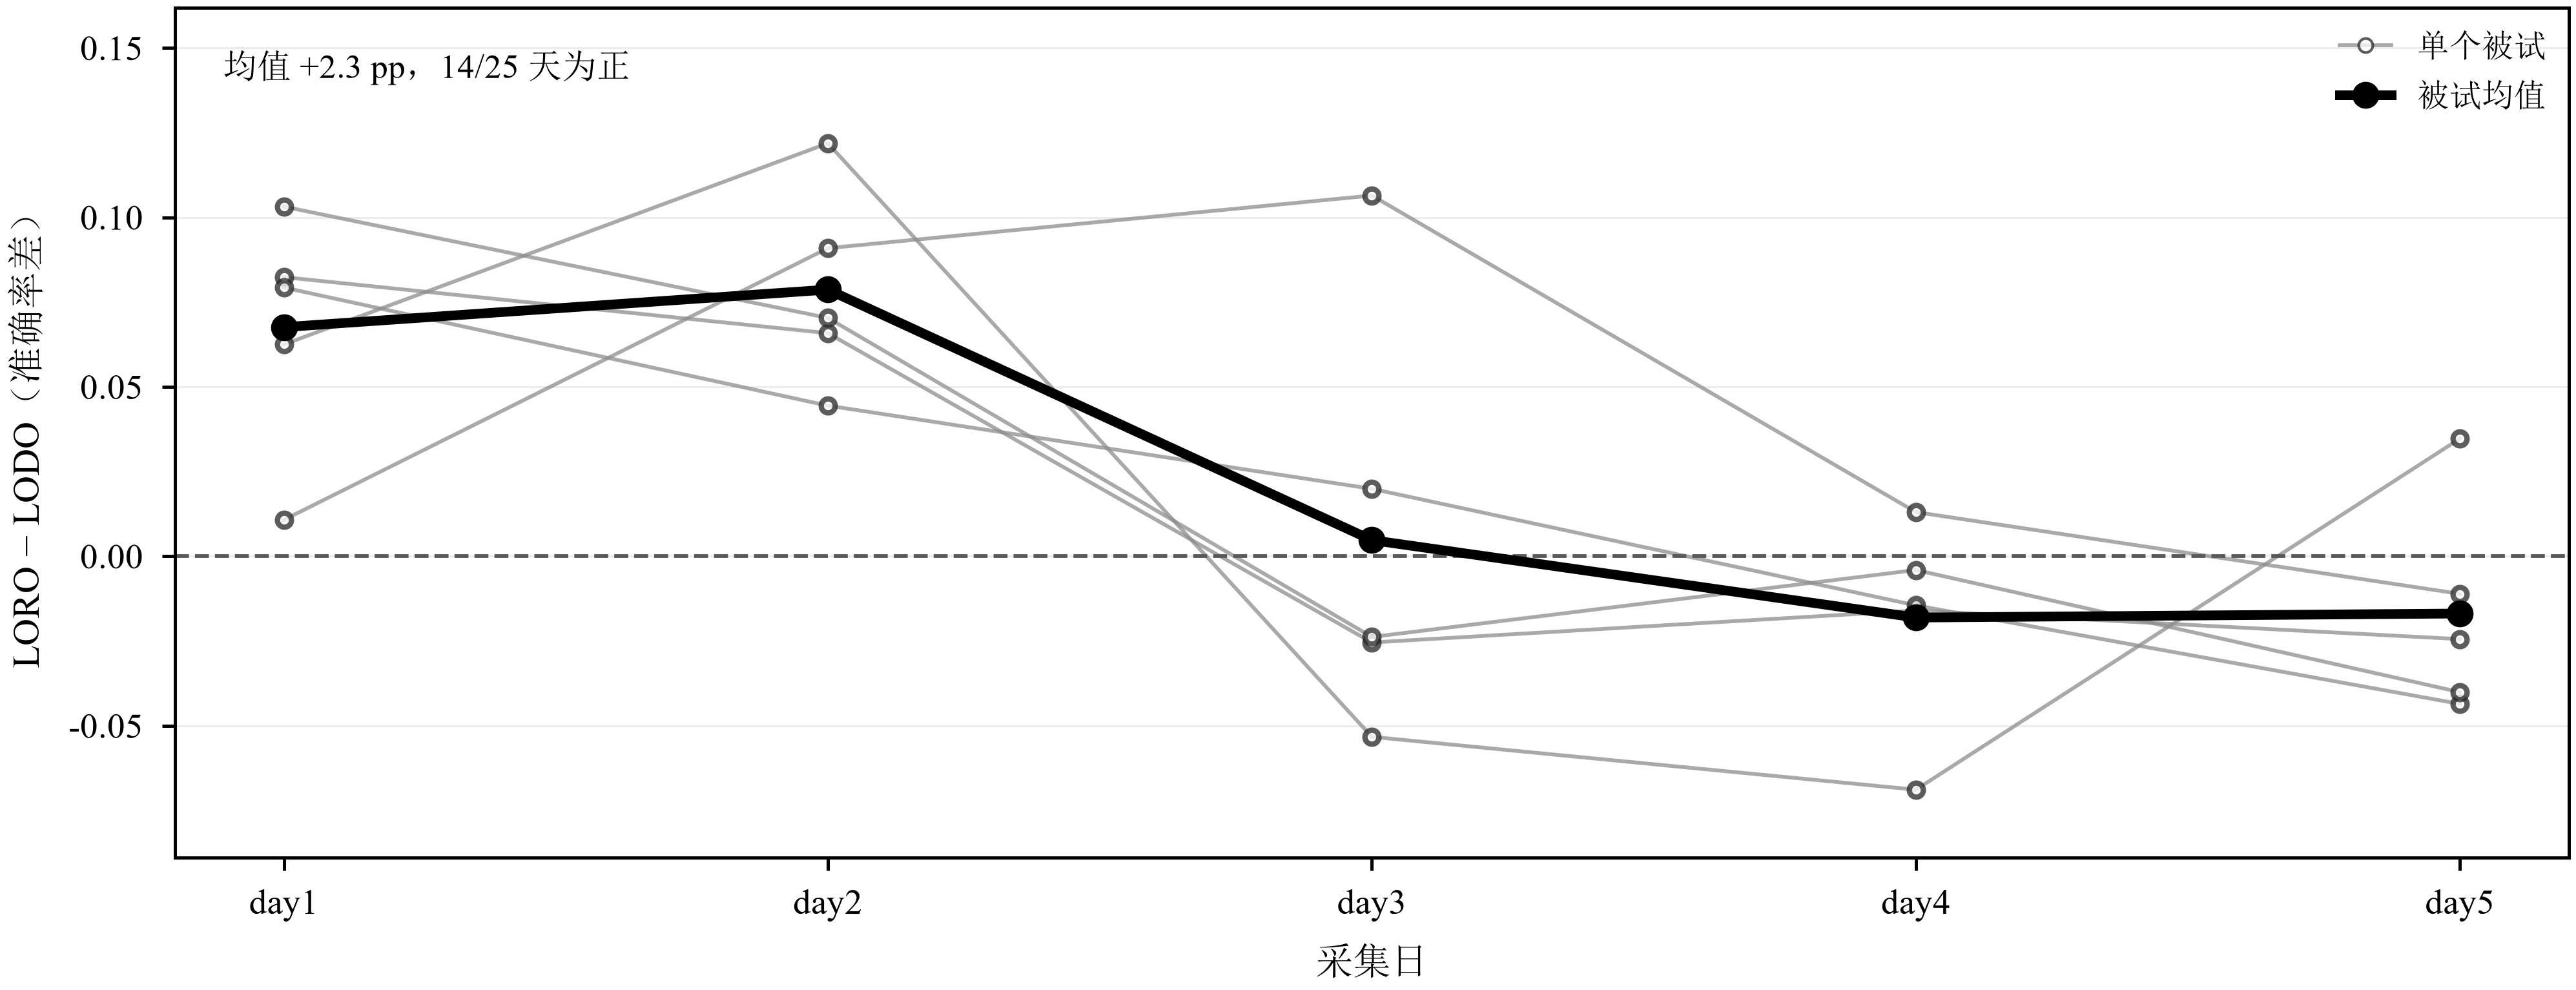 均值 +2.3 pp，14/25 天为正
单个被试
被试均值
LORO − LODO（准确率差）
0.15
0.10
0.05
0.00
-0.05
day1
day2
day3
day4
day5
采集日